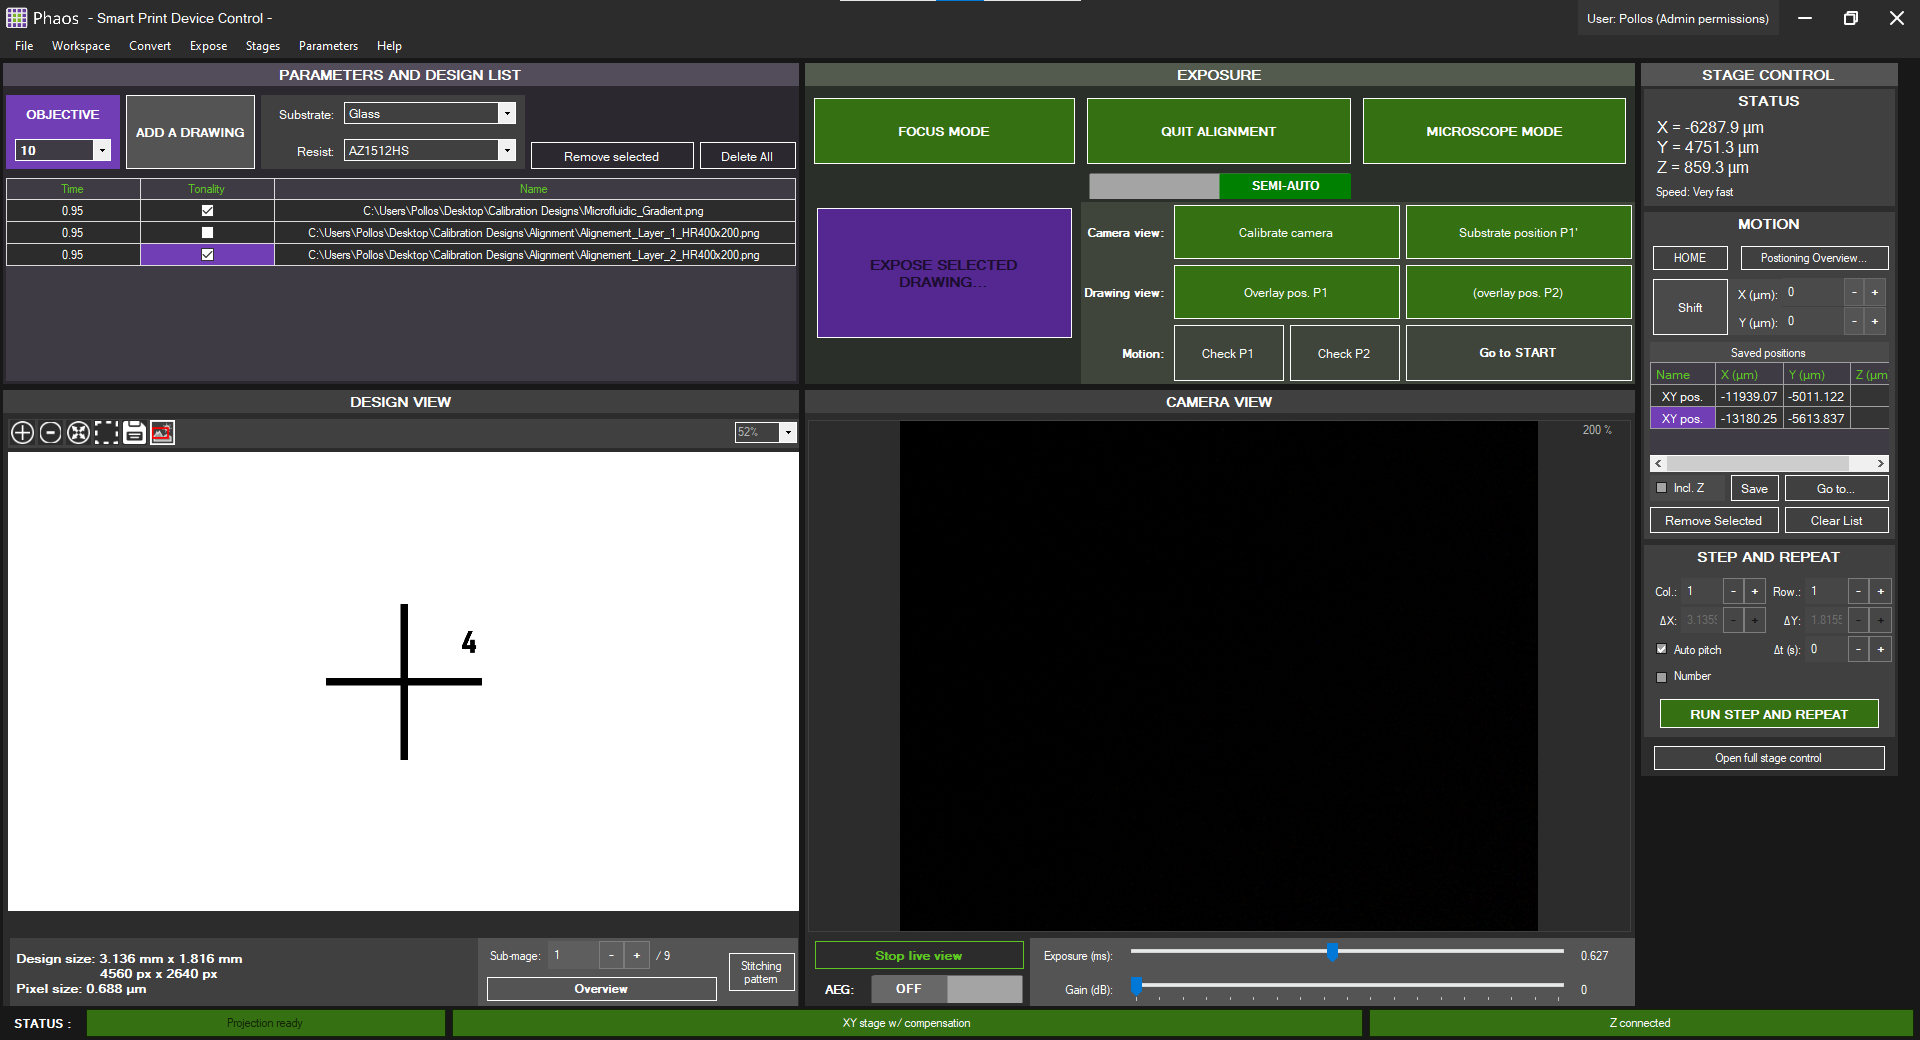 Phaos - Smart Print Device Control -
User: Pollos (Admin permissions)
File Workspace Convert Expose Stages Parameters Help
PARAMETERS AND DESIGN LIST
OBJECTIVE
10
ADD A DRAWING
Substrate: Glass
Resist: AZ1512HS
Remove selected Delete All
Time Tonality Name
0.95 C:\Users\Pollos\Desktop\Calibration Designs\Microfluidic_Gradient.png
0.95 C:\Users\Pollos\Desktop\Calibration Designs\Alignment\Alignement_Layer_1_HR400x200.png
0.95 C:\Users\Pollos\Desktop\Calibration Designs\Alignment\Alignement_Layer_2_HR400x200.png
EXPOSURE
FOCUS MODE QUIT ALIGNMENT MICROSCOPE MODE
SEMI-AUTO
EXPOSE SELECTED
DRAWING...
Camera view: Calibrate camera Substrate position P1'
Drawing view: Overlay pos. P1 (overlay pos. P2)
Motion: Check P1 Check P2 Go to START
STAGE CONTROL
STATUS
X = -6287.9 µm
Y = 4751.3 µm
Z = 859.3 µm
Speed: Very fast
MOTION
HOME Postioning Overview...
Shift
X (µm): 0 - +
Y (µm): 0 - +
Saved positions
Name X (µm) Y (µm) Z (µm
XY pos. -11939.07 -5011.122
XY pos. -13180.25 -5613.837
Incl. Z Save Go to...
Remove Selected Clear List
STEP AND REPEAT
Col.: 1 - + Row.: 1 - +
ΔX: 3.1355 - + ΔY: 1.8155 - +
Auto pitch Δt (s): 0 - +
Number
RUN STEP AND REPEAT
Open full stage control
DESIGN VIEW
52%
4
Design size: 3.136 mm x 1.816 mm
4560 px x 2640 px
Pixel size: 0.688 µm
Sub-mage: 1 - + / 9
Overview
Stitching
pattern
CAMERA VIEW
200 %
Stop live view
AEG: OFF
Exposure (ms): 0.627
Gain (dB): 0
STATUS : Projection ready XY stage w/ compensation Z connected